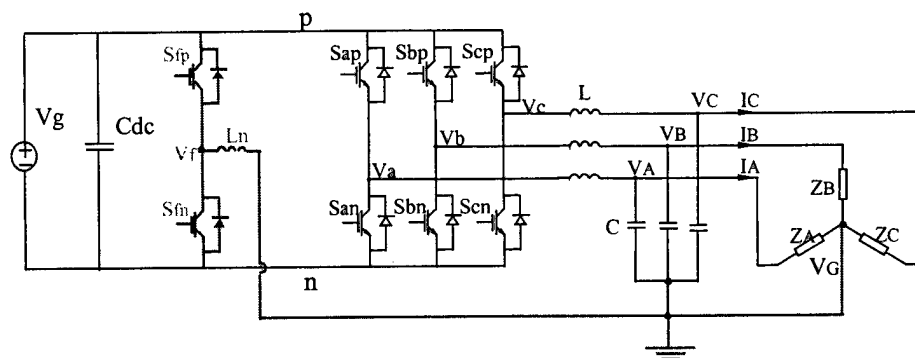 p
Sfp
Sap
Sbp
Scp
Vg
Cdc
Vf
Ln
L
Vc
VC
IC
Vb
VB
IB
Va
VA
IA
ZB
Sfn
San
Sbn
Scn
C
ZA
ZC
VG
n